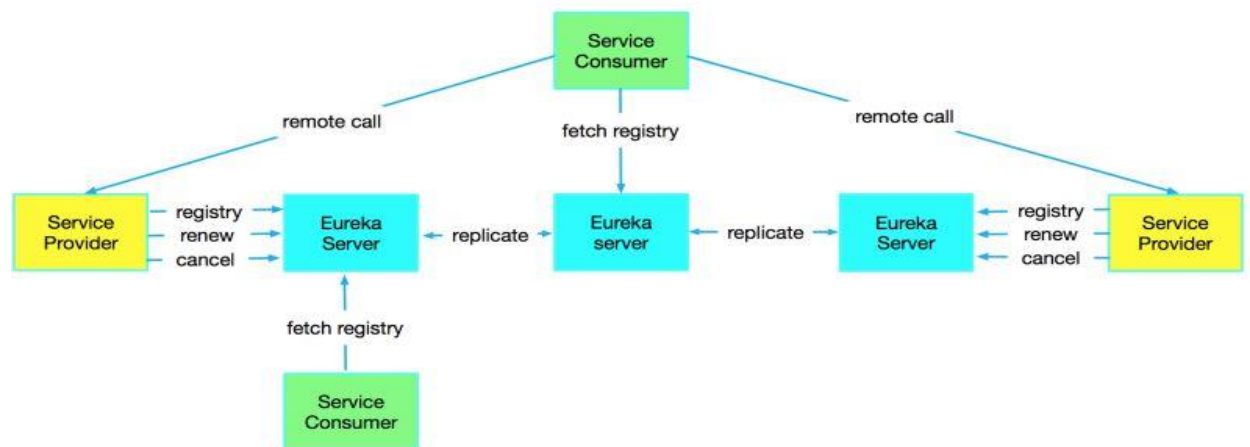 Service
Consumer
remote call
fetch registry
remote call
Service
Provider
registry
renew
cancel
Eureka
Server
replicate
Eureka
server
replicate
Eureka
Server
registry
renew
cancel
Service
Provider
fetch registry
Service
Consumer